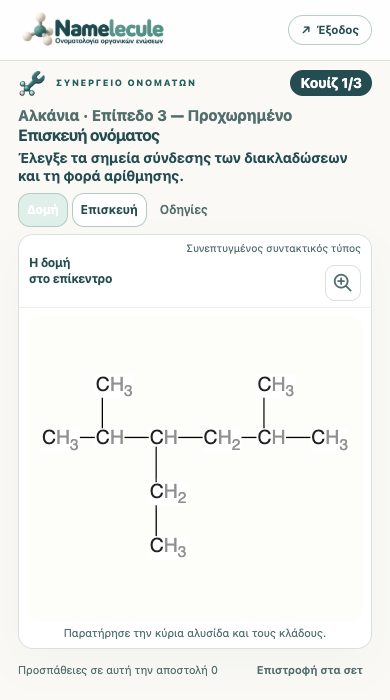 Namelecule
Ονοματολογία οργανικών ενώσεων
↗ Έξοδος
ΣΥΝΕΡΓΕΙΟ ΟΝΟΜΑΤΩΝ
Κουίζ 1/3
Αλκάνια · Επίπεδο 3 — Προχωρημένο
Επισκευή ονόματος
Έλεγξε τα σημεία σύνδεσης των διακλαδώσεων
και τη φορά αρίθμησης.
Δομή
Επισκευή
Οδηγίες
Συνεπτυγμένος συντακτικός τύπος
Η δομή
στο επίκεντρο
CH3 CH3
CH3 CH CH CH2 CH CH3
CH2
CH3
Παρατήρησε την κύρια αλυσίδα και τους κλάδους.
Προσπάθειες σε αυτή την αποστολή 0
Επιστροφή στα σετ